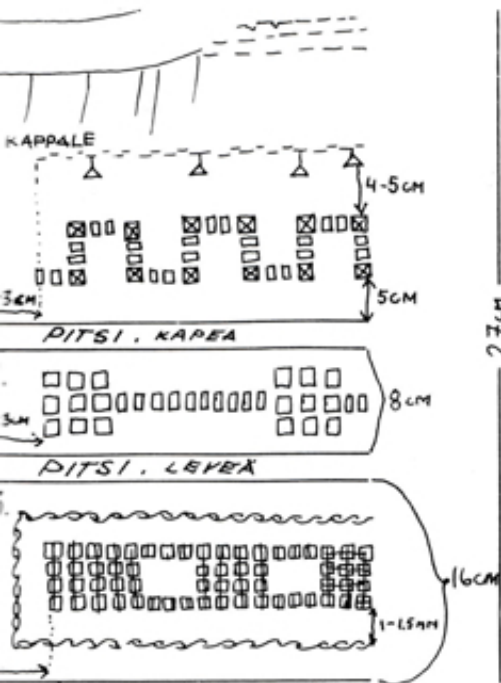 KAPPALE
4-5CM
5CM
3CM
PITSI. KAPEA
8CM
3CM
PITSI. LEVEÄ
16CM
1-1.5MM